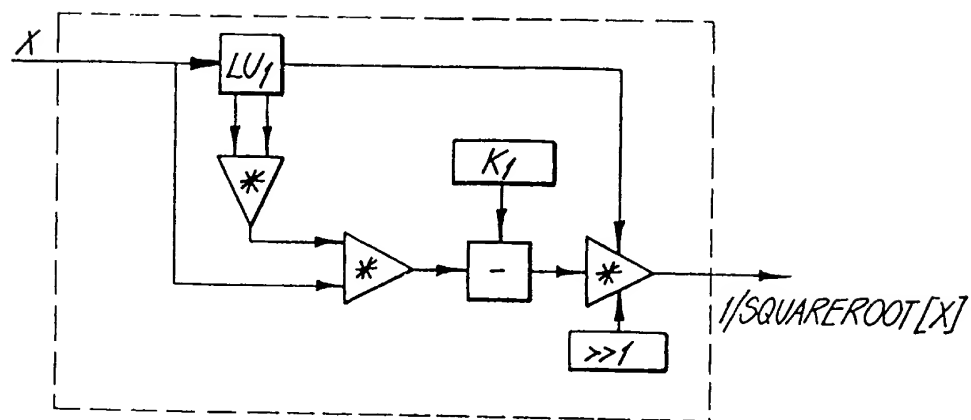 X
LU1
*
K1
*
-
*
1/SQUAREROOT[X]
>>1